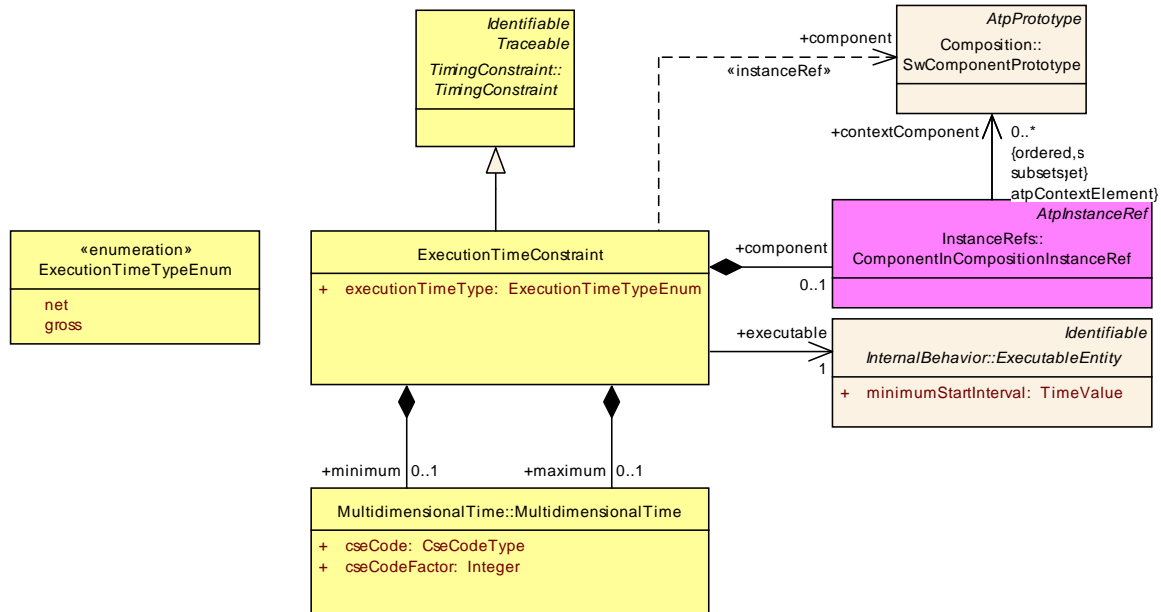 Identifiable
Traceable
TimingConstraint::
TimingConstraint
AtpPrototype
Composition::
SwComponentPrototype
+component
«instanceRef»
+contextComponent
0..*
{ordered,s
subsets;et}
atpContextElement}
AtpInstanceRef
InstanceRefs::
ComponentInCompositionInstanceRef
«enumeration»
ExecutionTimeTypeEnum
net
gross
ExecutionTimeConstraint
+ executionTimeType: ExecutionTimeTypeEnum
+component
0..1
+executable
1
Identifiable
InternalBehavior::ExecutableEntity
+ minimumStartInterval: TimeValue
+minimum 0..1
+maximum 0..1
MultidimensionalTime::MultidimensionalTime
+ cseCode: CseCodeType
+ cseCodeFactor: Integer